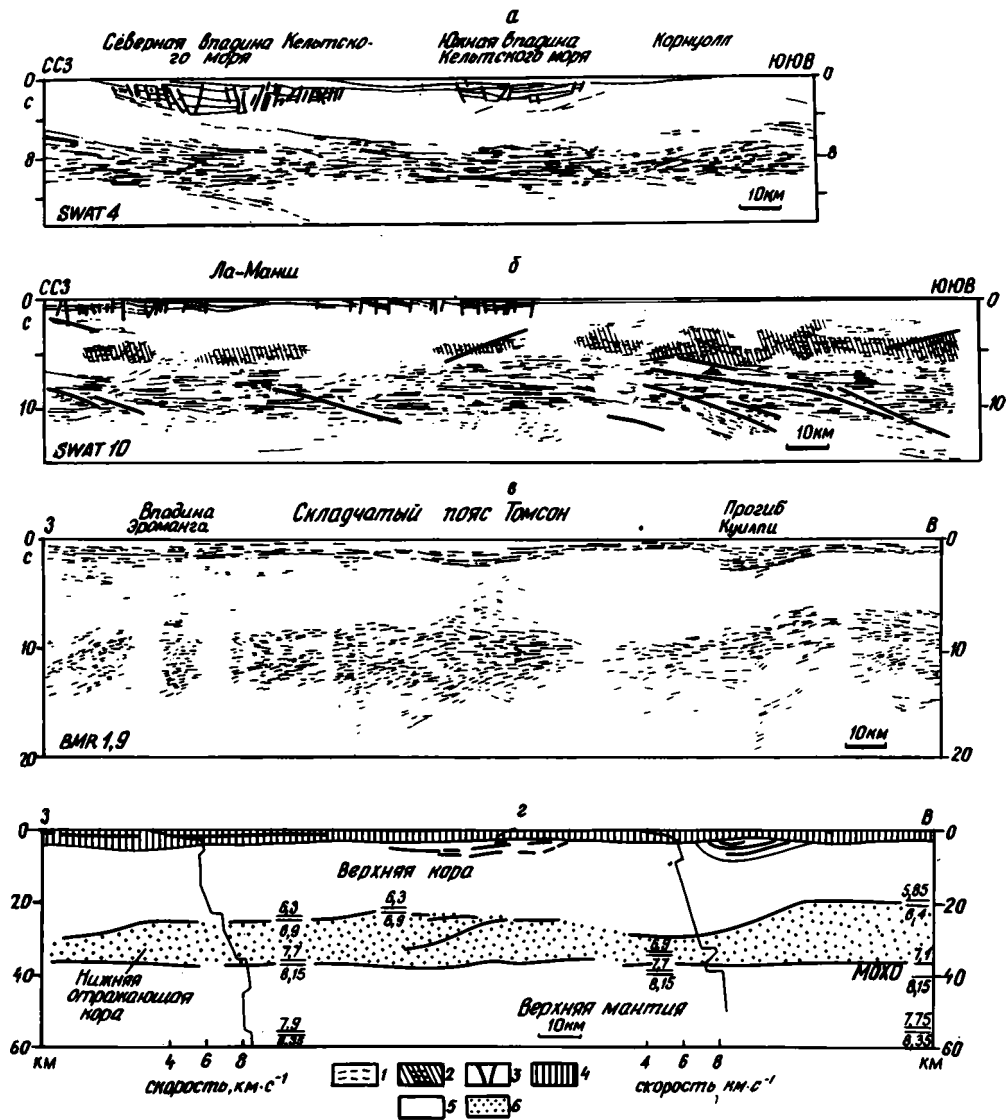 а
Северная впадина Кельтско-
го моря
Южная впадина
Кельтского моря
Корнуолл
ССЗ
ЮЮВ
0
с
8
0
8
SWAT 4
10км
Ла-Манш
б
ССЗ
ЮЮВ
0
с
10
0
10
SWAT 10
10км
в
З
Впадина
Эроманга
Складчатый пояс Томсон
Прогиб
Куилпи
В
0
с
10
20
0
10
20
BMR 1,9
10км
З
г
В
0
20
40
60
км
0
20
40
60
км
Верхняя кора
6,3
6,9
6,3
6,9
5,85
6,4
7,7
8,15
6,9
7,7
8,15
7,1
8,15
Нижняя
отражающая
кора
МОХО
Верхняя мантия
10км
7,9
8,35
7,75
8,35
4 6 8
4 6 8
скорость, км·с⁻¹
скорость, км·с⁻¹
1
2
3
4
5
6